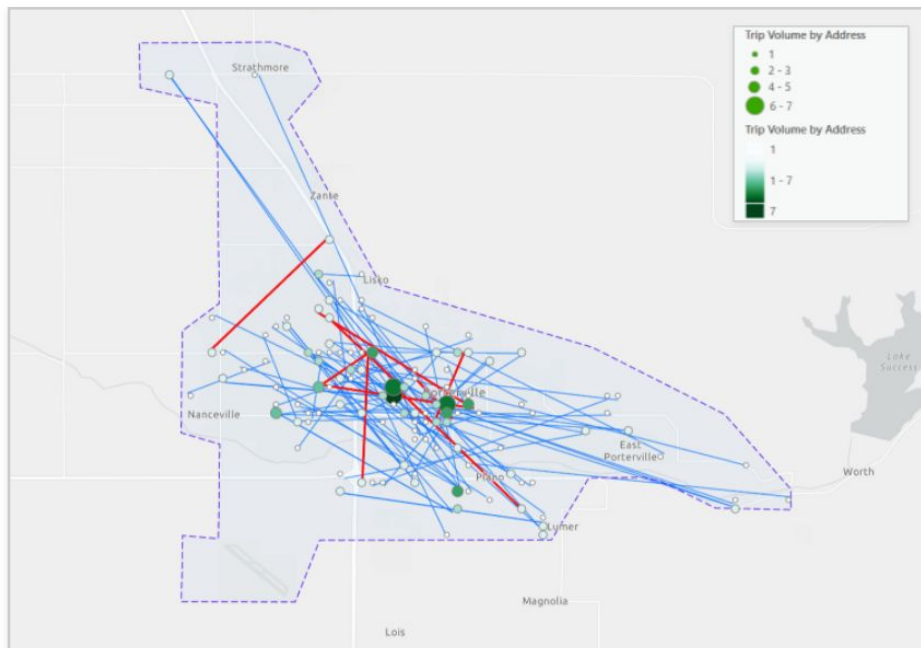 Trip Volume by Address
1
2 - 3
4 - 5
6 - 7
Trip Volume by Address
1
1 - 7
7
Strathmore
Zante
Lisko
Lake
Success
Nanceville
East
Porterville
Worth
Plano
Lumer
Magnolia
Lois